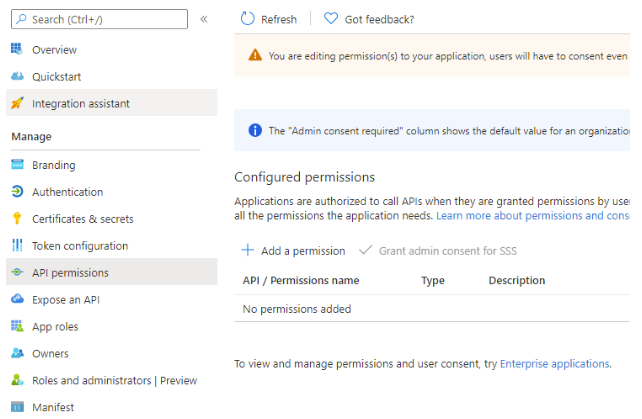 Search (Ctrl+/)
«
Overview
Quickstart
Integration assistant
Manage
Branding
Authentication
Certificates & secrets
Token configuration
API permissions
Expose an API
App roles
Owners
Roles and administrators | Preview
Manifest
Refresh
Got feedback?
You are editing permission(s) to your application, users will have to consent even
The "Admin consent required" column shows the default value for an organization
Configured permissions
Applications are authorized to call APIs when they are granted permissions by use
all the permissions the application needs. Learn more about permissions and cons
Add a permission Grant admin consent for SSS
API / Permissions name Type Description
No permissions added
To view and manage permissions and user consent, try Enterprise applications.